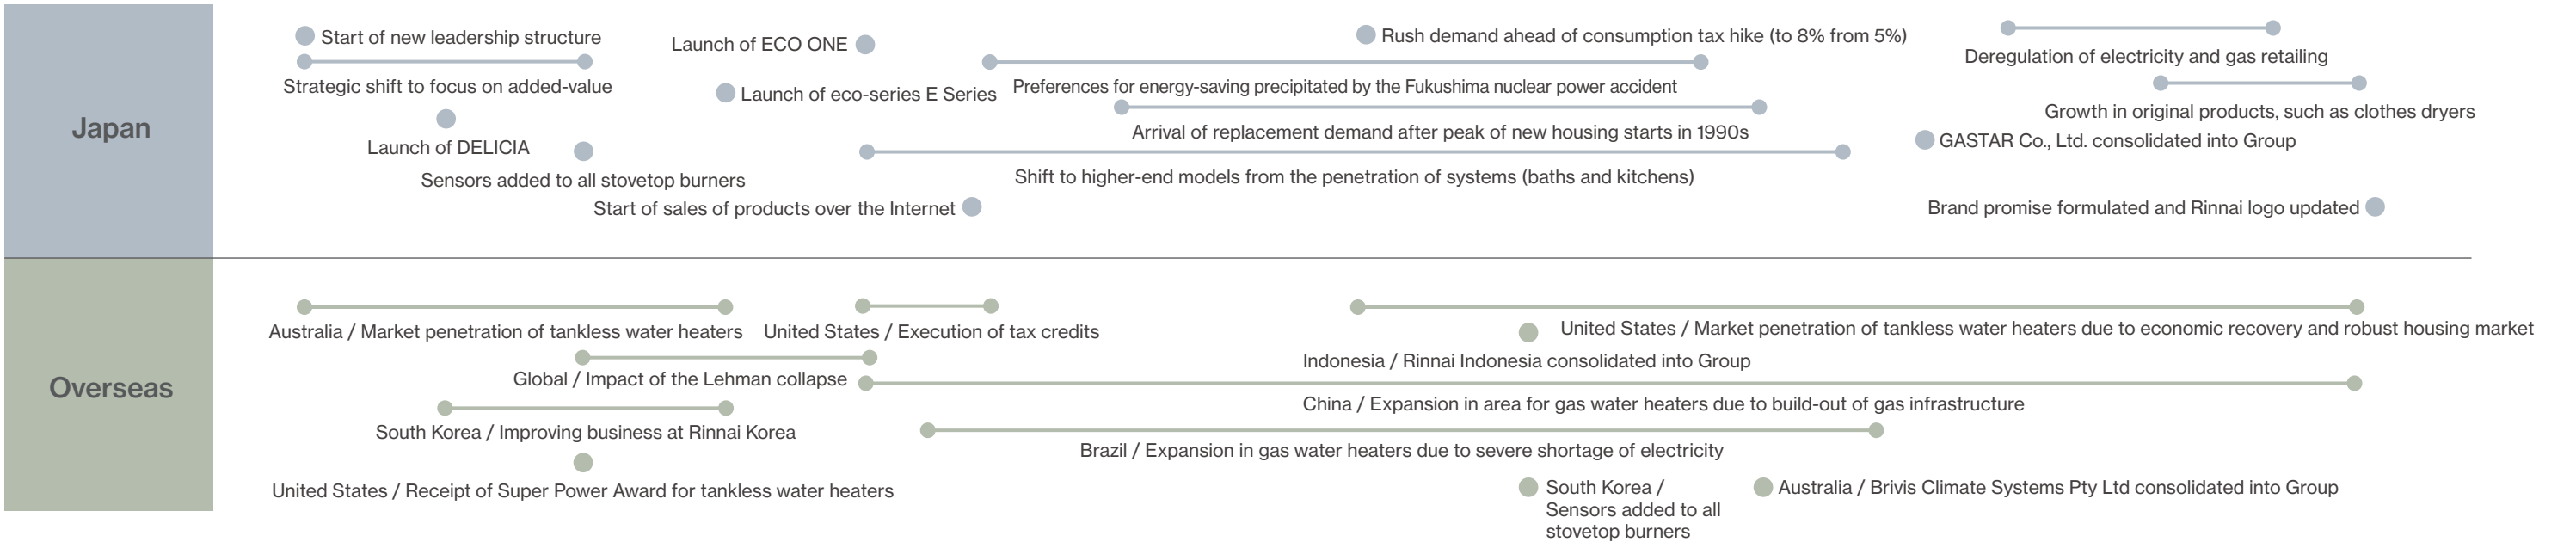 Japan
Start of new leadership structure
Strategic shift to focus on added-value
Launch of DELICIA
Sensors added to all stovetop burners
Launch of ECO ONE
Launch of eco-series E Series
Start of sales of products over the Internet
Rush demand ahead of consumption tax hike (to 8% from 5%)
Preferences for energy-saving precipitated by the Fukushima nuclear power accident
Arrival of replacement demand after peak of new housing starts in 1990s
Shift to higher-end models from the penetration of systems (baths and kitchens)
Deregulation of electricity and gas retailing
Growth in original products, such as clothes dryers
GASTAR Co., Ltd. consolidated into Group
Brand promise formulated and Rinnai logo updated
Overseas
Australia / Market penetration of tankless water heaters
United States / Execution of tax credits
United States / Market penetration of tankless water heaters due to economic recovery and robust housing market
Indonesia / Rinnai Indonesia consolidated into Group
Global / Impact of the Lehman collapse
China / Expansion in area for gas water heaters due to build-out of gas infrastructure
South Korea / Improving business at Rinnai Korea
Brazil / Expansion in gas water heaters due to severe shortage of electricity
United States / Receipt of Super Power Award for tankless water heaters
South Korea /
Sensors added to all
stovetop burners
Australia / Brivis Climate Systems Pty Ltd consolidated into Group